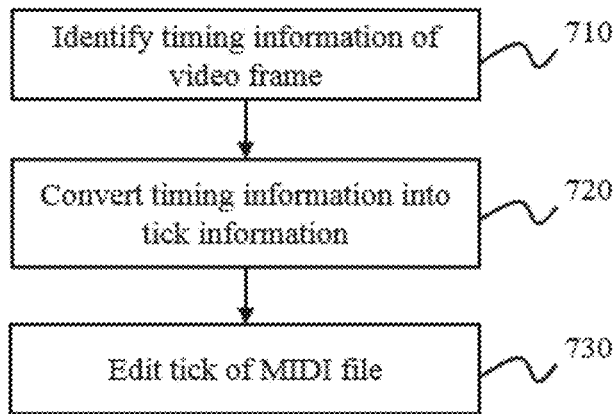 Identify timing information of
video frame
710
Convert timing information into
tick information
720
Edit tick of MIDI file
730